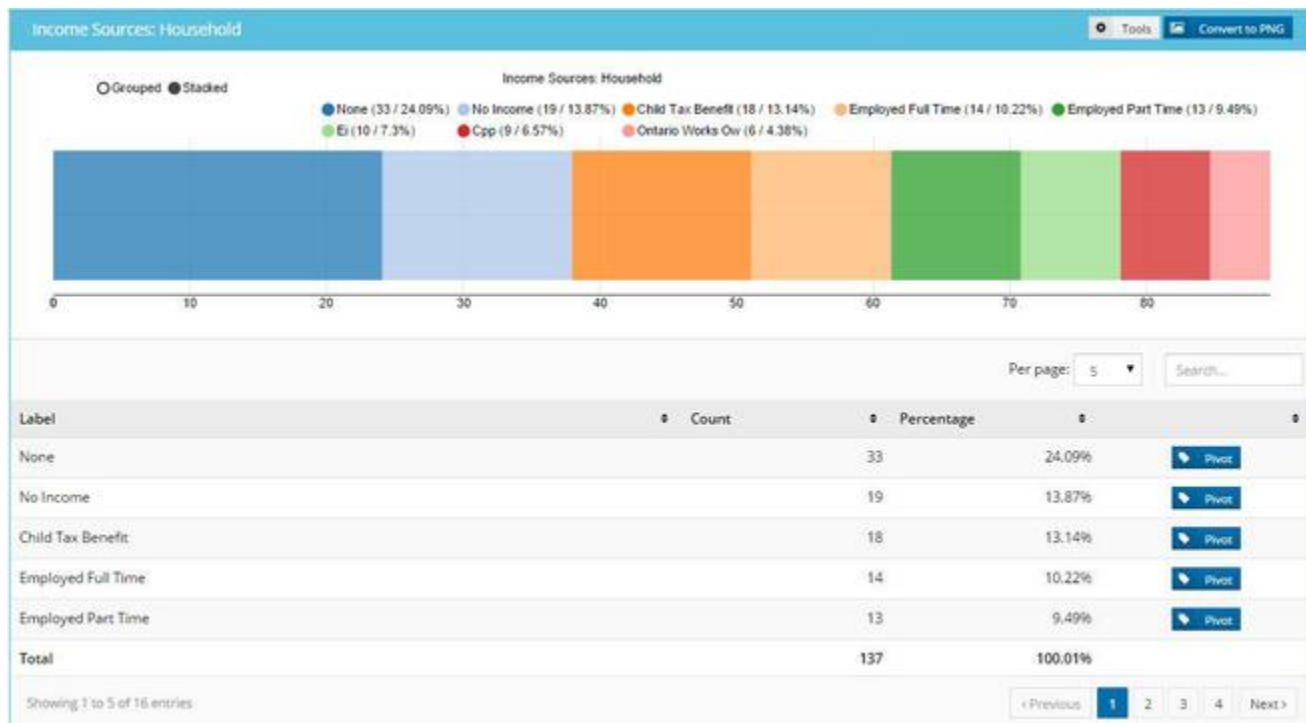 Income Sources: Household
Tools Convert to PNG
Income Sources: Household
Grouped Stacked
None (33 / 24.09%) No Income (19 / 13.87%) Child Tax Benefit (18 / 13.14%) Employed Full Time (14 / 10.22%) Employed Part Time (13 / 9.49%)
Ei (10 / 7.3%) Cpp (9 / 6.57%) Ontario Works Ow (6 / 4.38%)
0 10 20 30 40 50 60 70 80
Per page: 5 Search...
Label Count Percentage
None 33 24.09% Pivot
No Income 19 13.87% Pivot
Child Tax Benefit 18 13.14% Pivot
Employed Full Time 14 10.22% Pivot
Employed Part Time 13 9.49% Pivot
Total 137 100.01%
Showing 1 to 5 of 16 entries ‹ Previous 1 2 3 4 Next ›